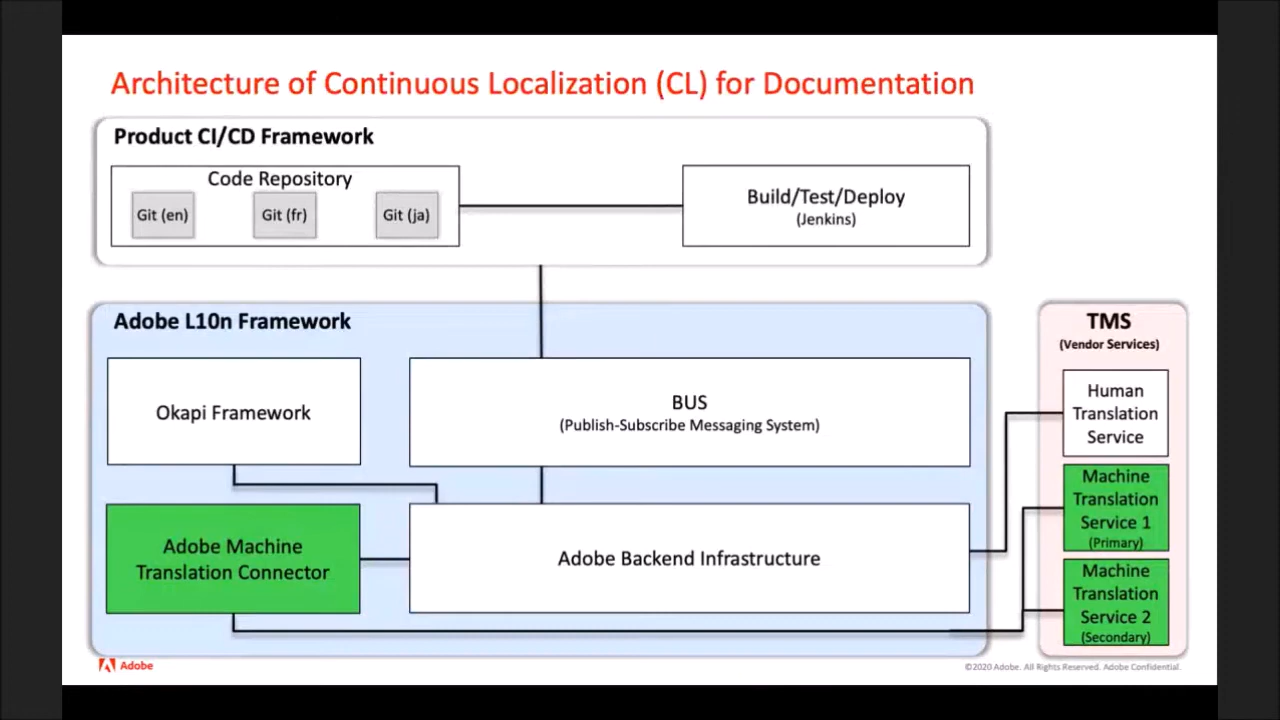 Architecture of Continuous Localization (CL) for Documentation
Product CI/CD Framework
Code Repository
Git (en)
Git (fr)
Git (ja)
Build/Test/Deploy
(Jenkins)
Adobe L10n Framework
Okapi Framework
BUS
(Publish-Subscribe Messaging System)
Adobe Machine
Translation Connector
Adobe Backend Infrastructure
TMS
(Vendor Services)
Human
Translation
Service
Machine
Translation
Service 1
(Primary)
Machine
Translation
Service 2
(Secondary)
Adobe
©2020 Adobe. All Rights Reserved. Adobe Confidential.